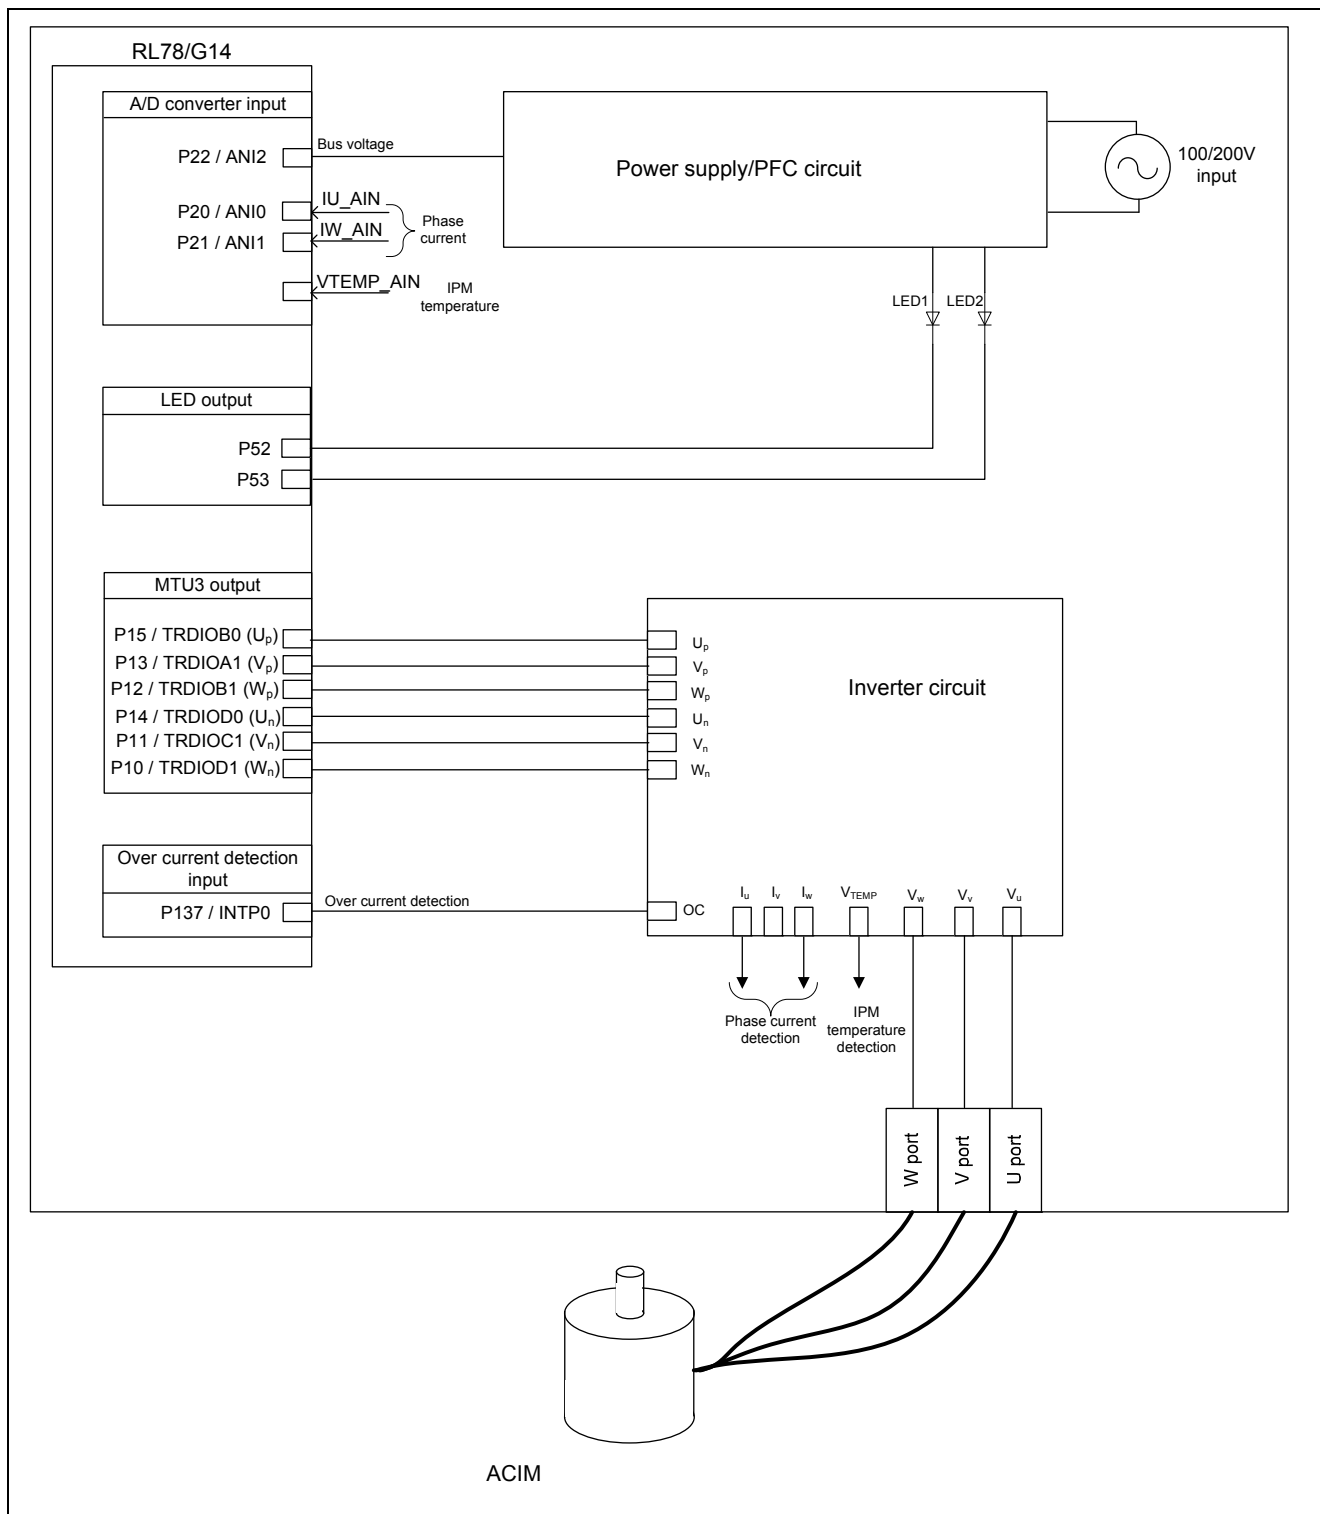 RL78/G14
A/D converter input
P22 / ANI2
Bus voltage
P20 / ANI0
IU_AIN
P21 / ANI1
IW_AIN
Phase
current
VTEMP_AIN
IPM
temperature
Power supply/PFC circuit
100/200V
input
LED1
LED2
LED output
P52
P53
MTU3 output
P15 / TRDIOB0 (Up)
P13 / TRDIOA1 (Vp)
P12 / TRDIOB1 (Wp)
P14 / TRDIOD0 (Un)
P11 / TRDIOC1 (Vn)
P10 / TRDIOD1 (Wn)
Up
Vp
Wp
Un
Vn
Wn
Inverter circuit
Over current detection
input
P137 / INTP0
Over current detection
OC
Iu
Iv
Iw
VTEMP
Vw
Vv
Vu
Phase current
detection
IPM
temperature
detection
W port
V port
U port
ACIM